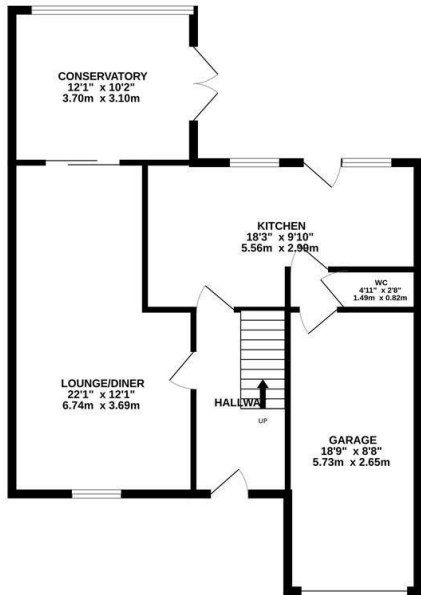 CONSERVATORY
12'1" x 10'2"
3.70m x 3.10m
KITCHEN
18'3" x 9'10"
5.56m x 2.99m
WC
4'11" x 2'8"
1.49m x 0.82m
LOUNGE/DINER
22'1" x 12'1"
6.74m x 3.69m
HALLWAY
UP
GARAGE
18'9" x 8'8"
5.73m x 2.65m